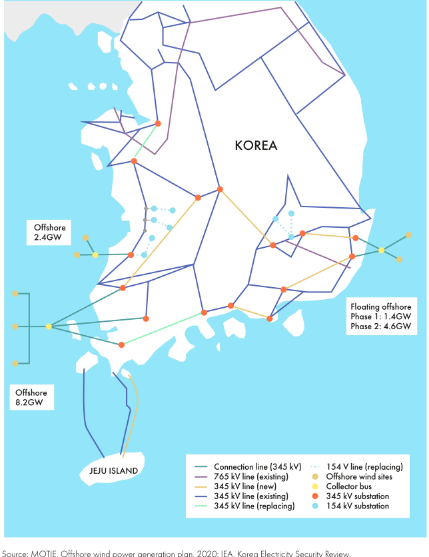 KOREA
Offshore
2.4GW
Floating offshore
Phase 1: 1.4GW
Phase 2: 4.6GW
Offshore
8.2GW
JEJU ISLAND
Connection line (345 kV)
765 kV line (existing)
345 kV line (new)
345 kV line (existing)
345 kV line (replacing)
154 V line (replacing)
Offshore wind sites
Collector bus
345 kV substation
154 kV substation
Source: MOTIE. Offshore wind power generation plan, 2020; IEA. Korea Electricity Security Review.